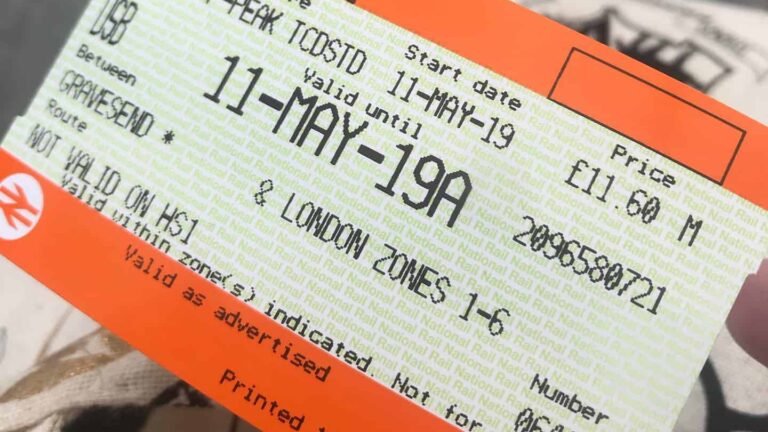 -PEAK TCDSTD
DSB
Start date
11-MAY-19
Between
Valid until
11-MAY-19A
Price
£11.60 M
GRAVESEND *
& LONDON ZONES 1-6
2096580721
Route
NOT VALID ON HS1
Number
Valid within zone(s) indicated. Not for
Valid as advertised
Printed